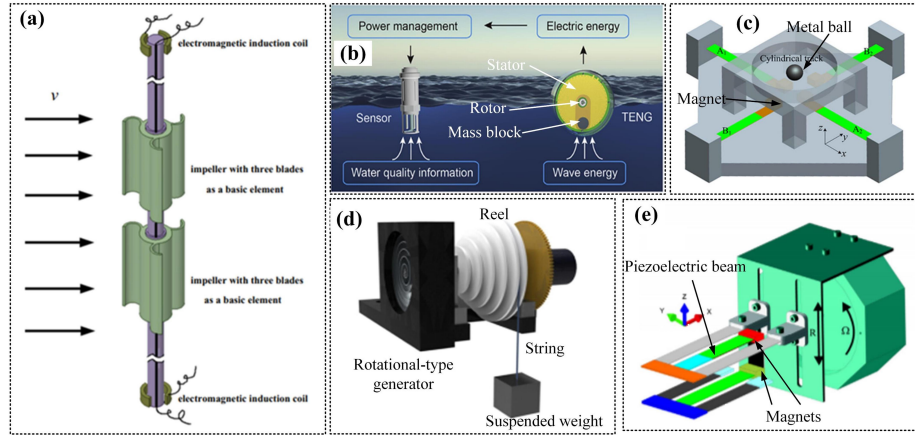 (a)
electromagnetic induction coil
v
impeller with three blades
as a basic element
impeller with three blades
as a basic element
electromagnetic induction coil
(b)
Power management
Electric energy
Stator
Rotor
Sensor
TENG
Mass block
Water quality information
Wave energy
(c)
Metal ball
A₁
B₂
Cylindrical track
Magnet
B₁
A₂
z
y
x
(d)
Reel
String
Rotational-type
generator
Suspended weight
(e)
Piezoelectric beam
Z
Y
X
R
Ω
Magnets